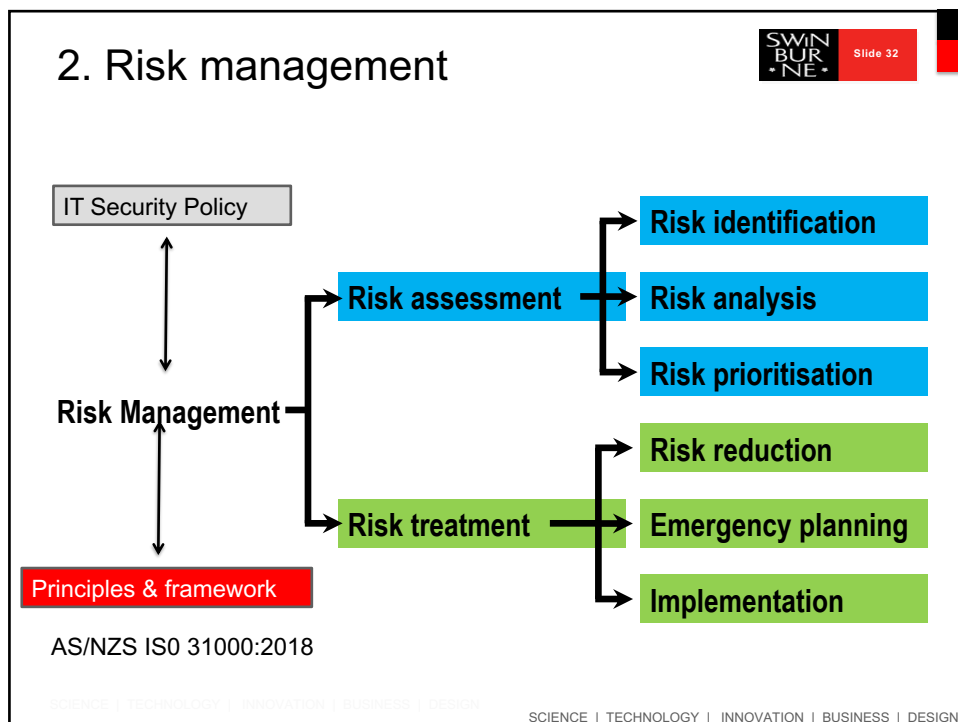 2. Risk management
SWiN
BUR
* NE *
Slide 32
IT Security Policy
Risk Management
Principles & framework
AS/NZS IS0 31000:2018
Risk assessment
Risk identification
Risk analysis
Risk prioritisation
Risk treatment
Risk reduction
Emergency planning
Implementation
SCIENCE | TECHNOLOGY | INNOVATION | BUSINESS | DESIGN
SCIENCE | TECHNOLOGY | INNOVATION | BUSINESS | DESIGN